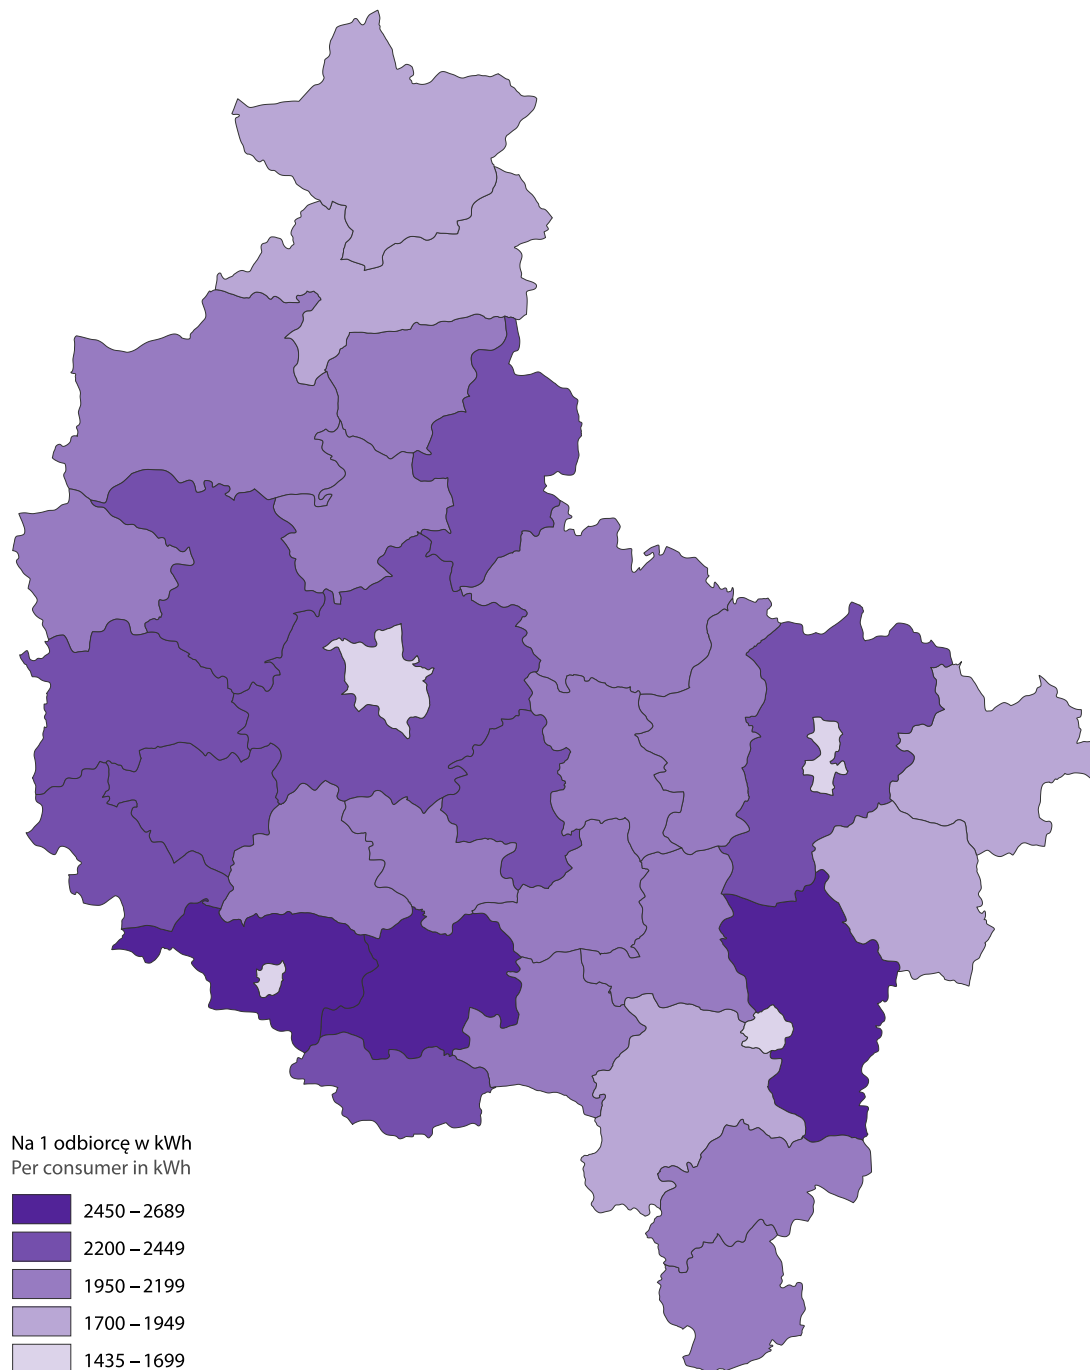 Na 1 odbiorcę w kWh
Per consumer in kWh
2450 – 2689
2200 – 2449
1950 – 2199
1700 – 1949
1435 – 1699